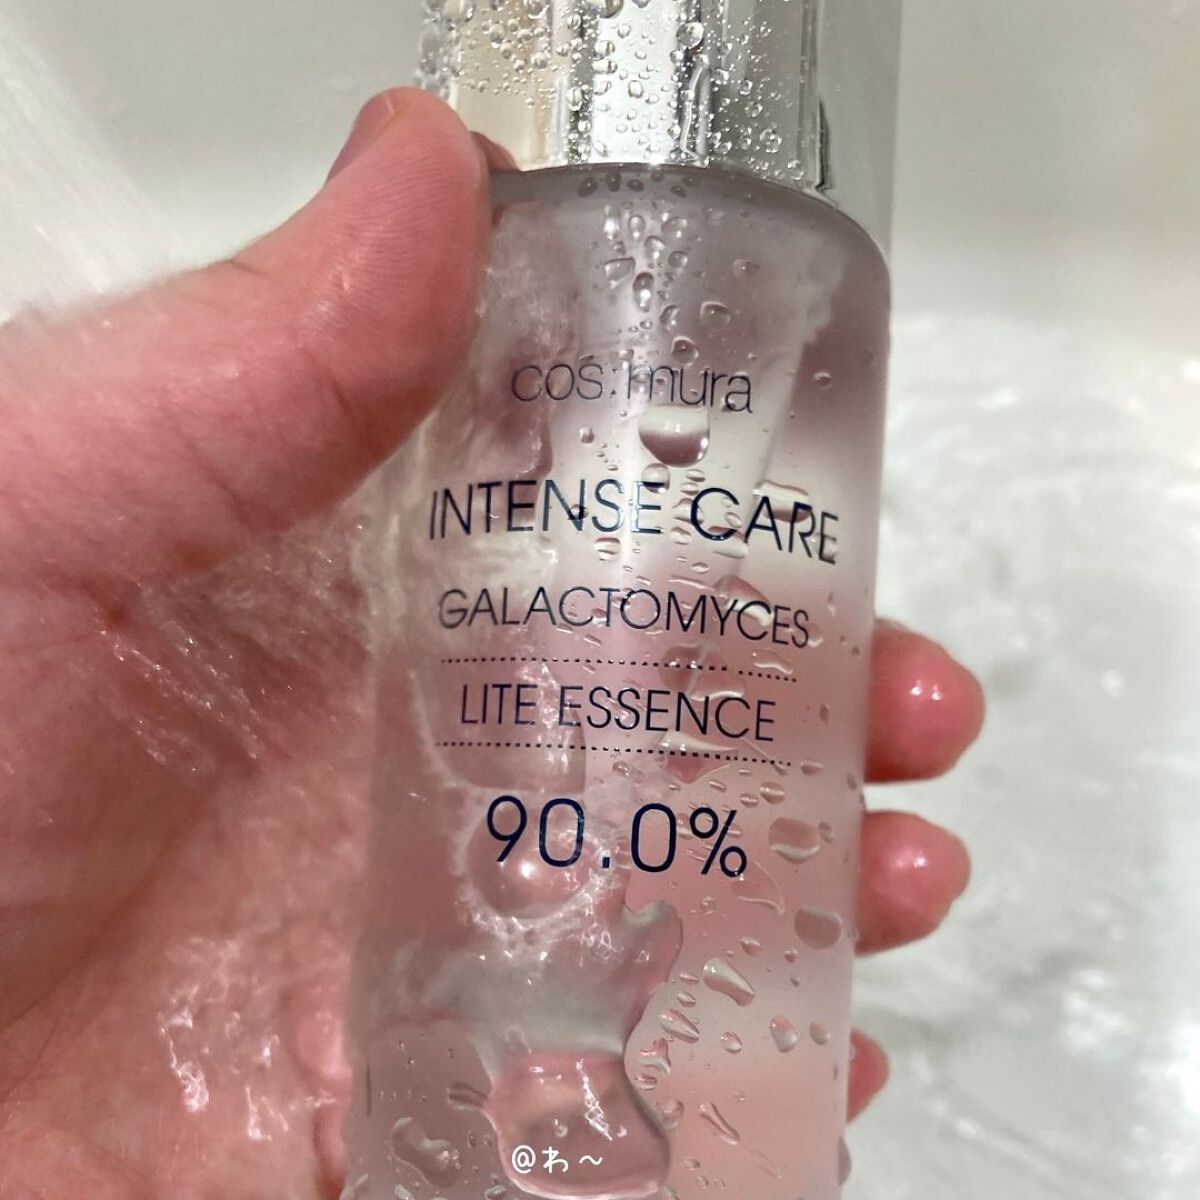 cos:mura
INTENSE CARE
GALACTOMYCES
LITE ESSENCE
90.0%
@わ～